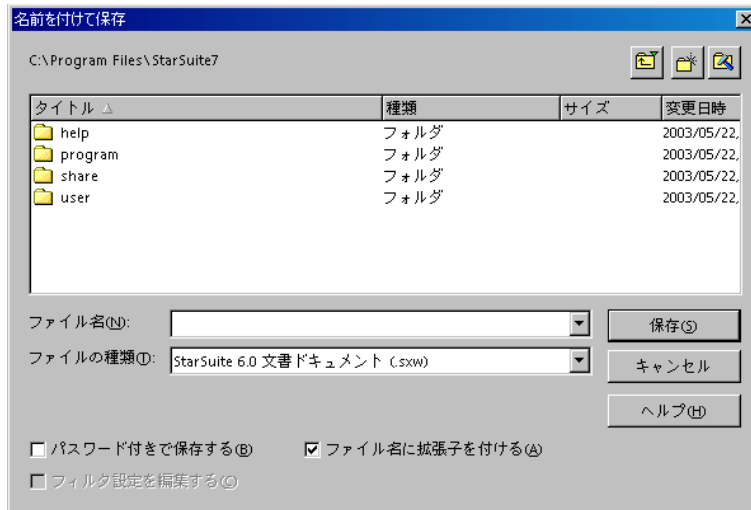 名前を付けて保存
C:\Program Files\StarSuite7
タイトル 種類 サイズ 変更日時
help フォルダ 2003/05/22,
program フォルダ 2003/05/22,
share フォルダ 2003/05/22,
user フォルダ 2003/05/22,
ファイル名(N): 保存(S)
ファイルの種類(T): StarSuite 6.0 文書ドキュメント (.sxw) キャンセル
ヘルプ(H)
パスワード付きで保存する(B) ファイル名に拡張子を付ける(A)
フィルタ設定を編集する(C)